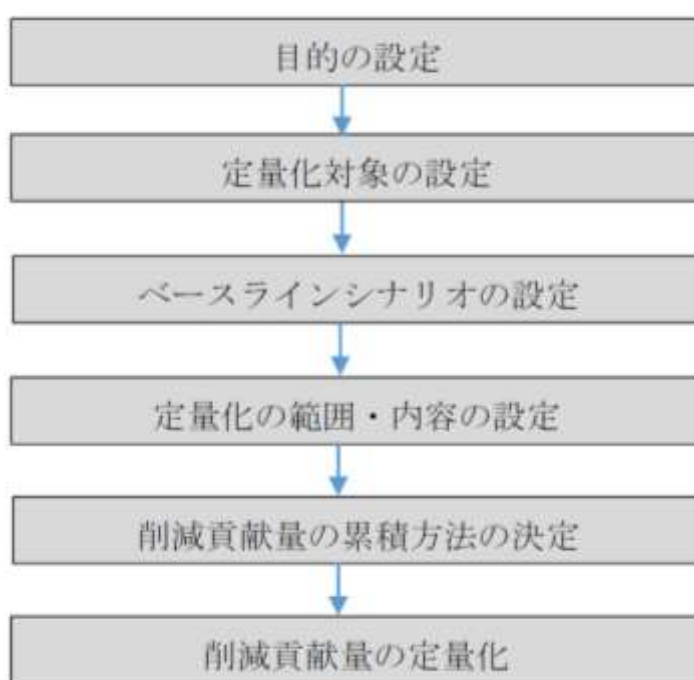 目的の設定
定量化対象の設定
ベースラインシナリオの設定
定量化の範囲・内容の設定
削減貢献量の累積方法の決定
削減貢献量の定量化